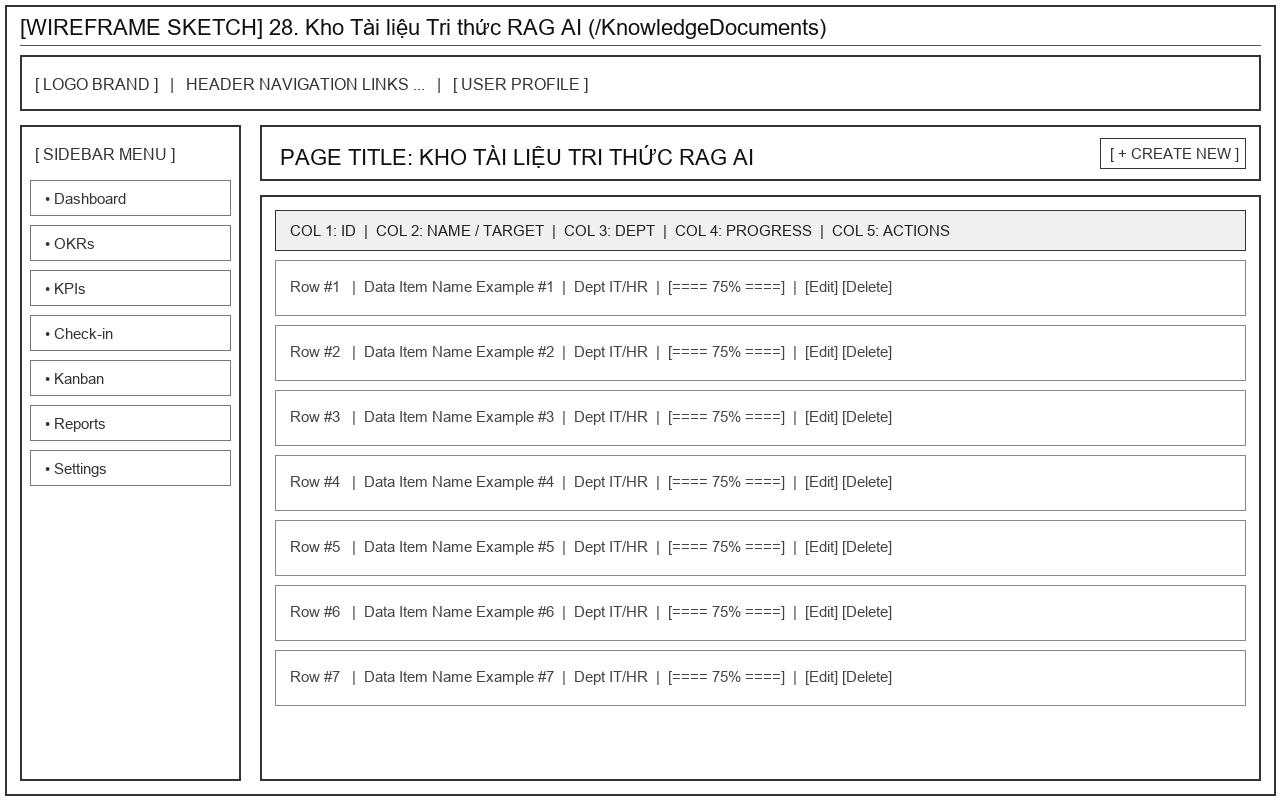 [WIREFRAME SKETCH] 28. Kho Tài liệu Tri thức RAG AI (/KnowledgeDocuments)
[ LOGO BRAND ] | HEADER NAVIGATION LINKS ... | [ USER PROFILE ]
[ SIDEBAR MENU ]
• Dashboard
• OKRs
• KPIs
• Check-in
• Kanban
• Reports
• Settings
PAGE TITLE: KHO TÀI LIỆU TRI THỨC RAG AI
[ + CREATE NEW ]
COL 1: ID | COL 2: NAME / TARGET | COL 3: DEPT | COL 4: PROGRESS | COL 5: ACTIONS
Row #1 | Data Item Name Example #1 | Dept IT/HR | [==== 75% ====] | [Edit] [Delete]
Row #2 | Data Item Name Example #2 | Dept IT/HR | [==== 75% ====] | [Edit] [Delete]
Row #3 | Data Item Name Example #3 | Dept IT/HR | [==== 75% ====] | [Edit] [Delete]
Row #4 | Data Item Name Example #4 | Dept IT/HR | [==== 75% ====] | [Edit] [Delete]
Row #5 | Data Item Name Example #5 | Dept IT/HR | [==== 75% ====] | [Edit] [Delete]
Row #6 | Data Item Name Example #6 | Dept IT/HR | [==== 75% ====] | [Edit] [Delete]
Row #7 | Data Item Name Example #7 | Dept IT/HR | [==== 75% ====] | [Edit] [Delete]